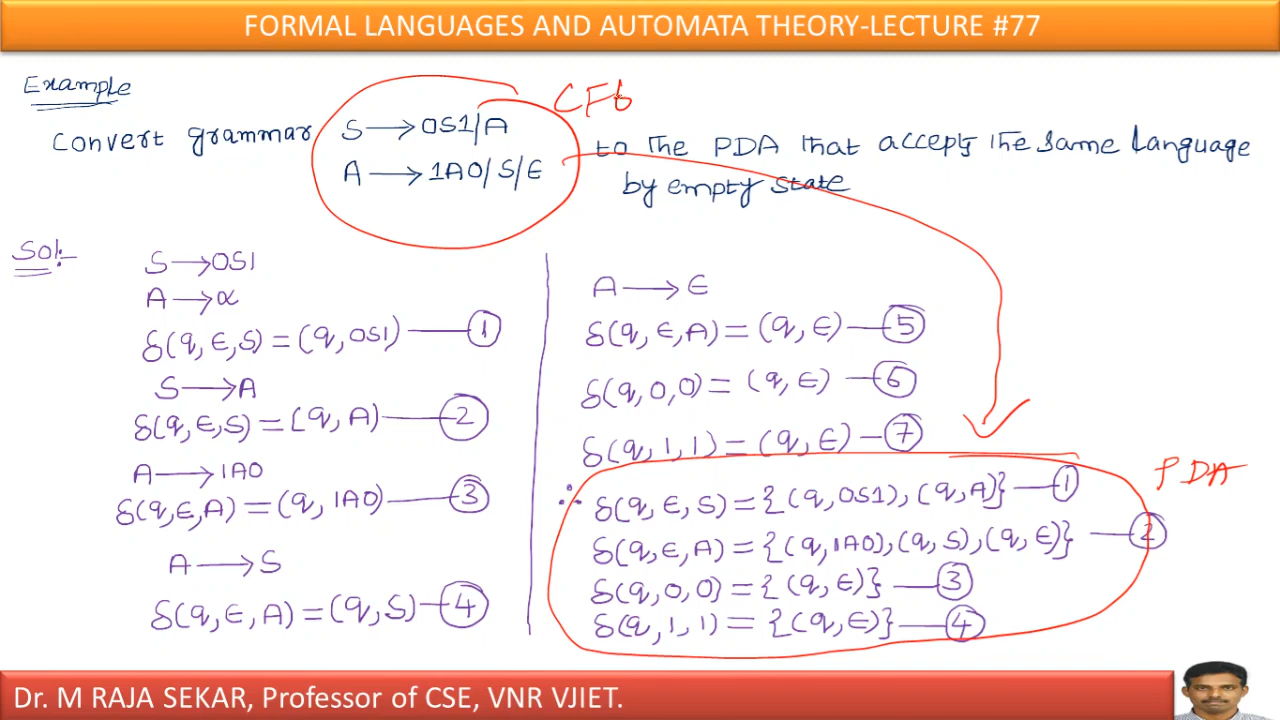 FORMAL LANGUAGES AND AUTOMATA THEORY-LECTURE #77
Example
CFG
Convert grammar S → 0S1/A to the PDA that accepts the same Language
A → 1A0/S/ε by empty state
Sol:-
S → 0S1
A → α
δ(q, ε, S) = (q, 0S1) — 1
S → A
δ(q, ε, S) = (q, A) — 2
A → 1A0
δ(q, ε, A) = (q, 1A0) — 3
A → S
δ(q, ε, A) = (q, S) — 4
A → ε
δ(q, ε, A) = (q, ε) — 5
δ(q, 0, 0) = (q, ε) — 6
δ(q, 1, 1) = (q, ε) — 7
PDA
∴ δ(q, ε, S) = {(q, 0S1), (q, A)} — 1
δ(q, ε, A) = {(q, 1A0), (q, S), (q, ε)} — 2
δ(q, 0, 0) = {(q, ε)} — 3
δ(q, 1, 1) = {(q, ε)} — 4
Dr. M RAJA SEKAR, Professor of CSE, VNR VJIET.